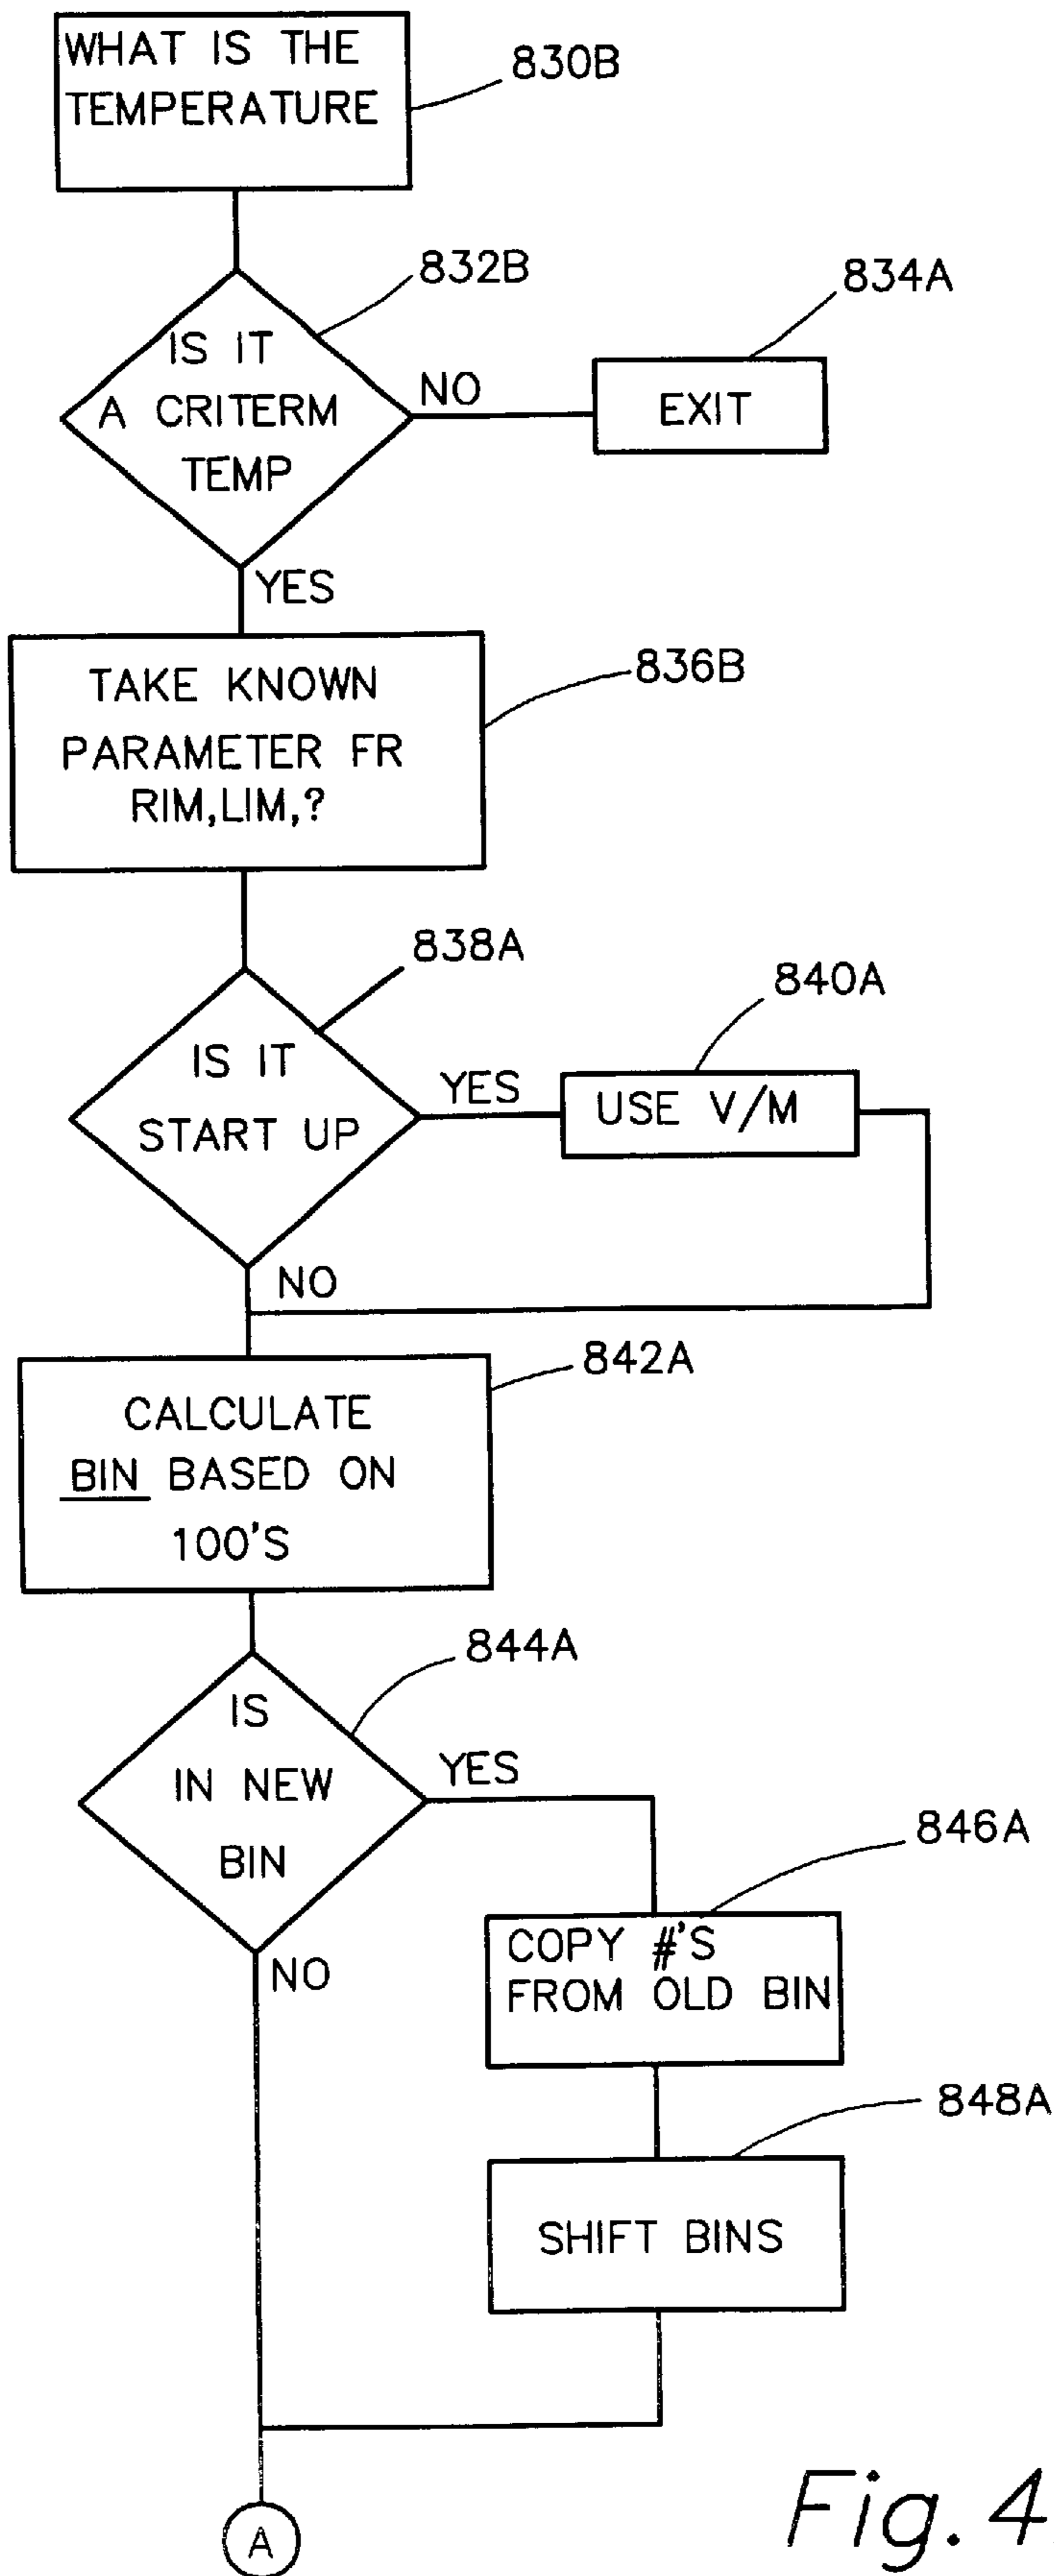 WHAT IS THE
TEMPERATURE
830B
832B
834A
IS IT
A CRITERM
TEMP
NO
EXIT
YES
TAKE KNOWN
PARAMETER FR
RIM,LIM,?
836B
838A
840A
IS IT
START UP
YES
USE V/M
NO
842A
CALCULATE
BIN BASED ON
100'S
844A
IS
IN NEW
BIN
YES
846A
NO
COPY #'S
FROM OLD BIN
848A
SHIFT BINS
A
Fig. 4